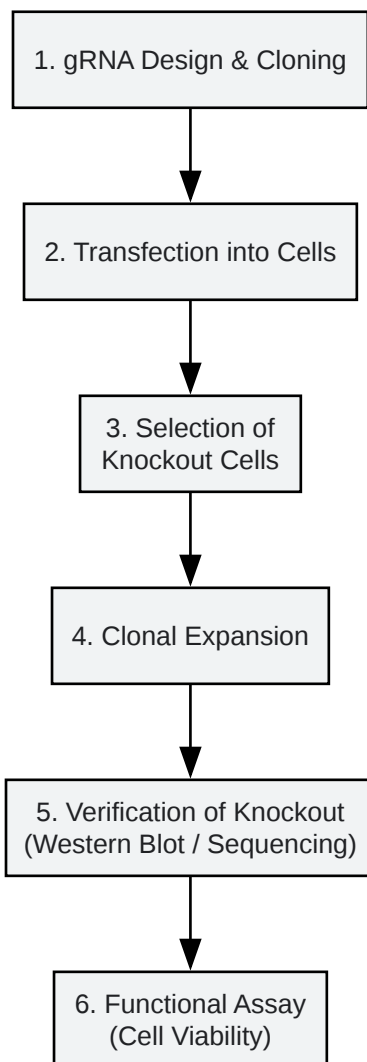 1. gRNA Design & Cloning
2. Transfection into Cells
3. Selection of
Knockout Cells
4. Clonal Expansion
5. Verification of Knockout
(Western Blot / Sequencing)
6. Functional Assay
(Cell Viability)